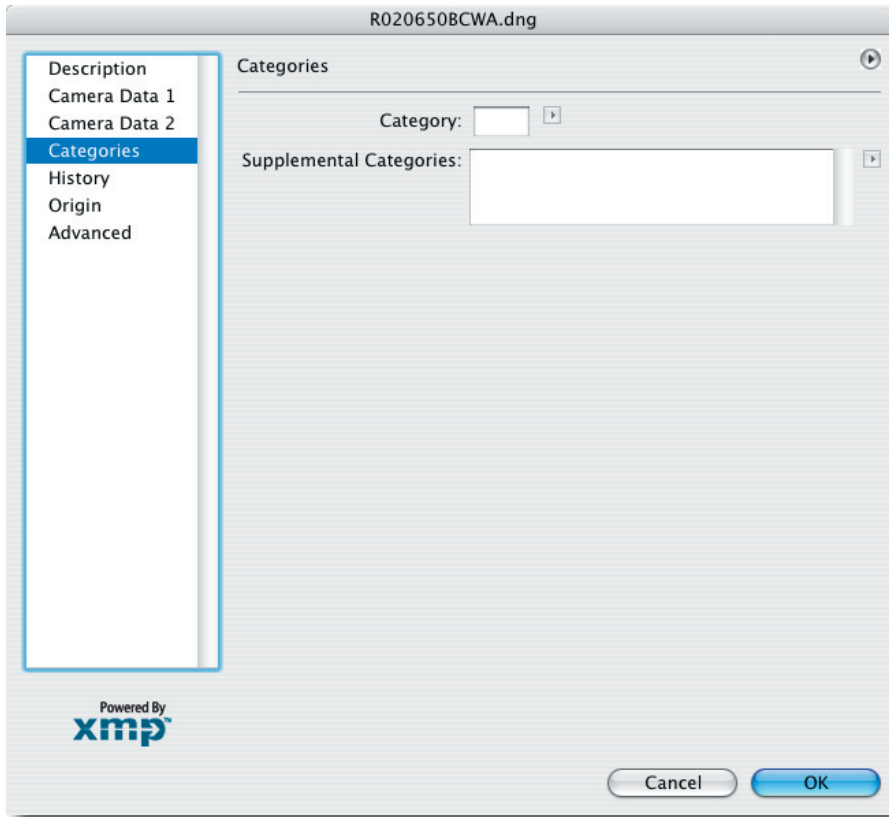 R020650BCWA.dng
Description
Camera Data 1
Camera Data 2
Categories
History
Origin
Advanced
Categories
Category:
Supplemental Categories:
Powered By
xmp™
Cancel
OK